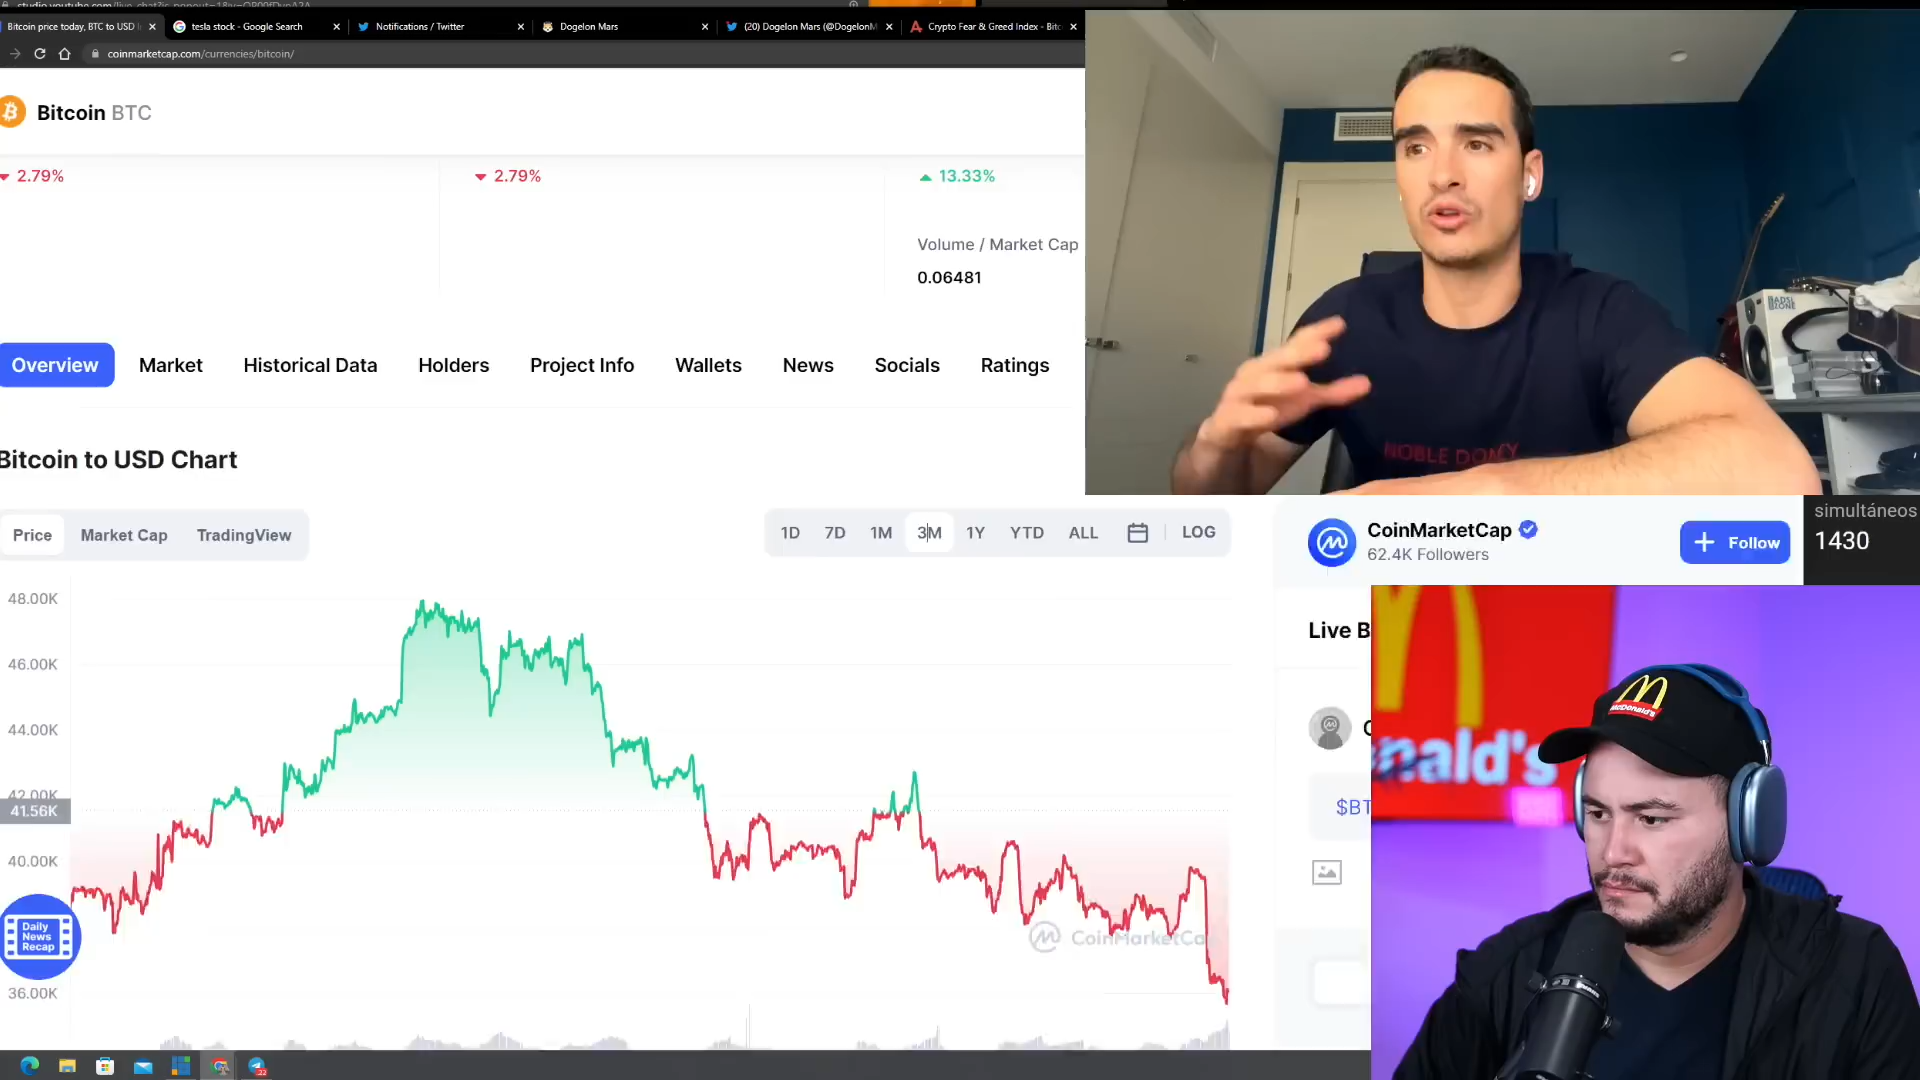 Bitcoin price today, BTC to USD
tesla stock - Google Search
Notifications / Twitter
Dogelon Mars
(20) Dogelon Mars (@DogelonM
Crypto Fear & Greed Index - Bitc
coinmarketcap.com/currencies/bitcoin/
Bitcoin BTC
2.79%
2.79%
13.33%
Volume / Market Cap
0.06481
Overview
Market
Historical Data
Holders
Project Info
Wallets
News
Socials
Ratings
Bitcoin to USD Chart
Price
Market Cap
TradingView
1D
7D
1M
3M
1Y
YTD
ALL
LOG
48.00K
46.00K
44.00K
42.00K
41.56K
40.00K
36.00K
Daily
News
Recap
CoinMarketCa
CoinMarketCap
62.4K Followers
Follow
simultáneos
1430
Live B
$BT
nald's
McDonald's
NOBLE